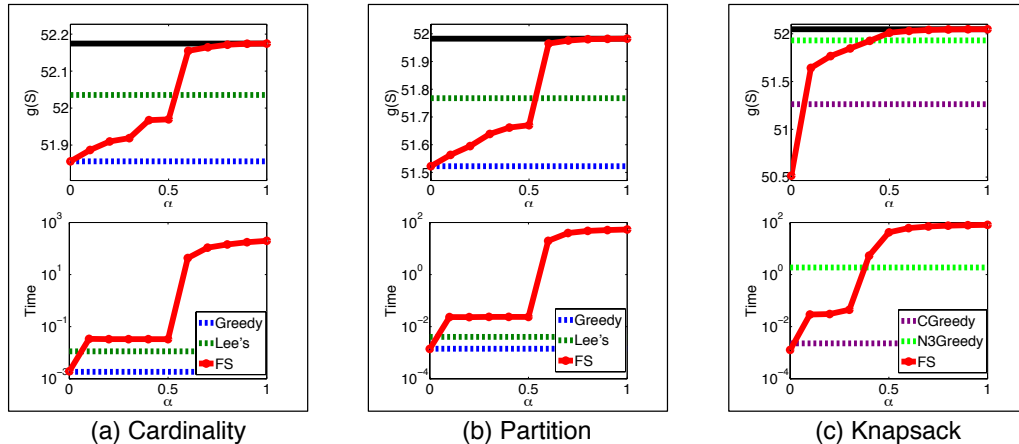 52.2
52.1
52
51.9
g(S)
0 0.5 1
α
10^3
10^1
10^-1
10^-3
Time
Greedy
Lee's
FS
0 0.5 1
α
(a) Cardinality
52
51.9
51.8
51.7
51.6
51.5
g(S)
0 0.5 1
α
10^2
10^0
10^-2
10^-4
Time
Greedy
Lee's
FS
0 0.5 1
α
(b) Partition
52
51.5
51
50.5
g(S)
0 0.5 1
α
10^2
10^0
10^-2
10^-4
Time
CGreedy
N3Greedy
FS
0 0.5 1
α
(c) Knapsack